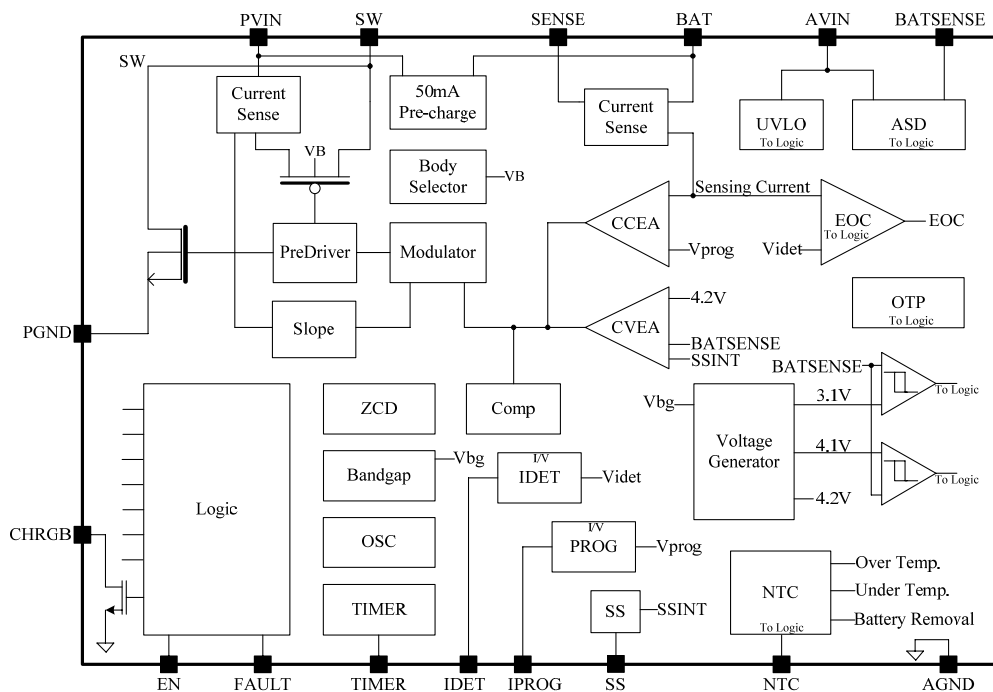 PVIN
SW
SENSE
BAT
AVIN
BATSENSE
SW
Current
Sense
50mA
Pre-charge
Current
Sense
UVLO
To Logic
ASD
To Logic
VB
Body
Selector
VB
Sensing Current
CCEA
Vprog
EOC
To Logic
EOC
Videt
PreDriver
Modulator
OTP
To Logic
PGND
Slope
CVEA
4.2V
BATSENSE
SSINT
BATSENSE
3.1V
To Logic
Vbg
Voltage
Generator
4.1V
To Logic
4.2V
ZCD
Comp
Bandgap
Vbg
I/V
IDET
Videt
Logic
CHRGB
OSC
I/V
PROG
Vprog
TIMER
SS
SSINT
NTC
To Logic
Over Temp.
Under Temp.
Battery Removal
EN
FAULT
TIMER
IDET
IPROG
SS
NTC
AGND